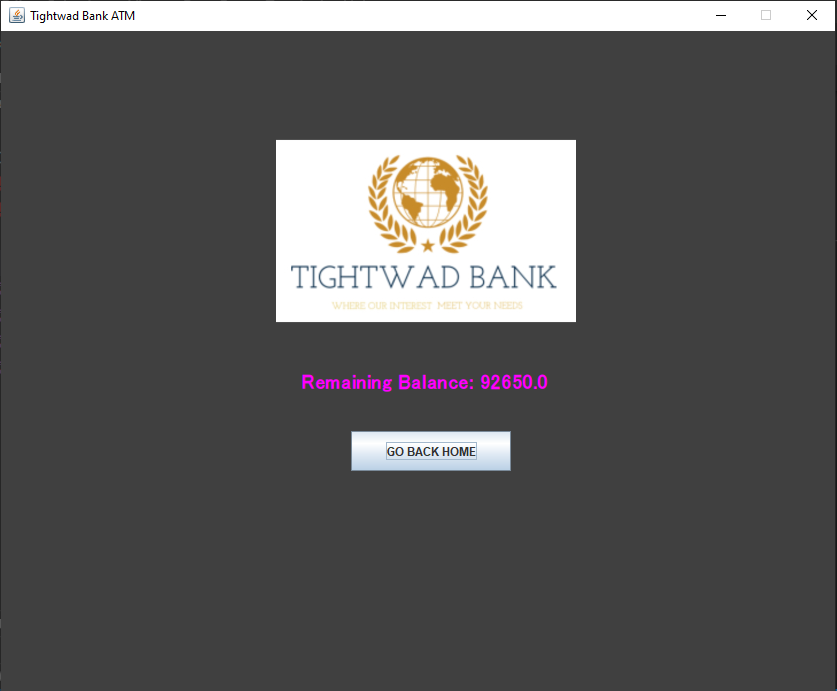 Tightwad Bank ATM
TIGHTWAD BANK
WHERE OUR INTEREST MEET YOUR NEEDS
Remaining Balance: 92650.0
GO BACK HOME